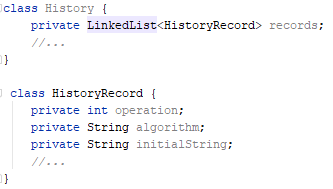 class History {
    private LinkedList<HistoryRecord> records;
    //...
}
class HistoryRecord {
    private int operation;
    private String algorithm;
    private String initialString;
    //...
}